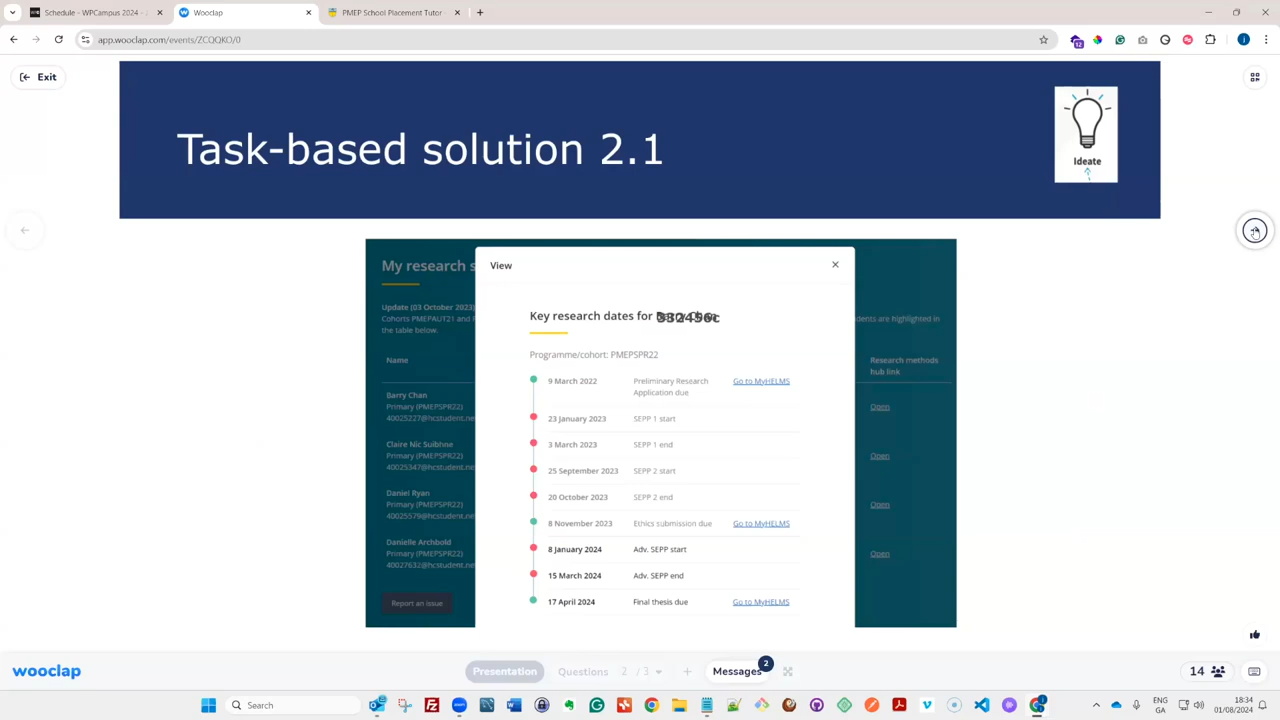 Schedule - WPCampus 2024 -
Wooclap
PMEP School Placement Tutor
app.wooclap.com/events/ZCQQKO/0
12
Exit
Task-based solution 2.1
Ideate
My research s
View
Update (03 October 2023)
Key research dates for
Cohorts PMEPAUT21 and
dents are highlighted in
the table below.
Programme/cohort: PMEPSPR22
Name
Research methods
hub link
9 March 2022 Preliminary Research Application due Go to MyHELMS
23 January 2023 SEPP 1 start
3 March 2023 SEPP 1 end
25 September 2023 SEPP 2 start
20 October 2023 SEPP 2 end
8 November 2023 Ethics submission due Go to MyHELMS
8 January 2024 Adv. SEPP start
15 March 2024 Adv. SEPP end
17 April 2024 Final thesis due Go to MyHELMS
Barry Chan
Primary (PMEPSPR22)
40025227@hcstudent.ne
Open
Claire Nic Suibhne
Primary (PMEPSPR22)
40025347@hcstudent.ne
Open
Daniel Ryan
Primary (PMEPSPR22)
40025579@hcstudent.ne
Open
Danielle Archbold
Primary (PMEPSPR22)
40027632@hcstudent.ne
Open
Report an issue
wooclap
Presentation
Questions 2 / 3
Messages 2
14
Search
ENG
GA
18:34
01/08/2024